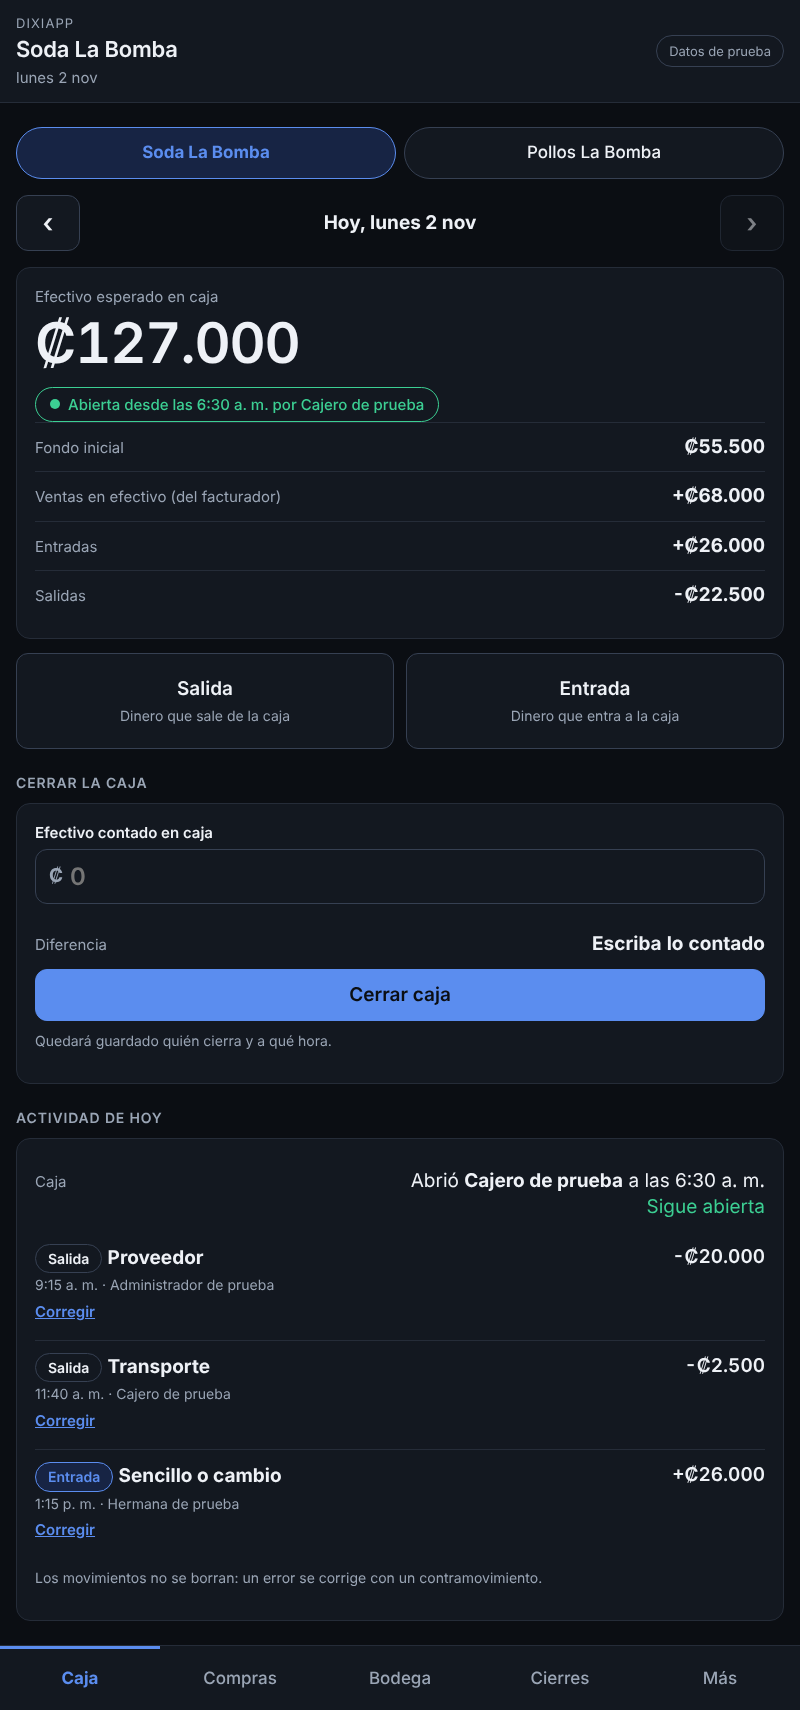 DIXIAPP
Soda La Bomba
lunes 2 nov
Datos de prueba
Soda La Bomba
Pollos La Bomba
‹
Hoy, lunes 2 nov
›
Efectivo esperado en caja
₡127.000
Abierta desde las 6:30 a. m. por Cajero de prueba
Fondo inicial ₡55.500
Ventas en efectivo (del facturador) +₡68.000
Entradas +₡26.000
Salidas -₡22.500
Salida
Dinero que sale de la caja
Entrada
Dinero que entra a la caja
CERRAR LA CAJA
Efectivo contado en caja
₡ 0
Diferencia Escriba lo contado
Cerrar caja
Quedará guardado quién cierra y a qué hora.
ACTIVIDAD DE HOY
Caja Abrió Cajero de prueba a las 6:30 a. m.
Sigue abierta
Salida Proveedor -₡20.000
9:15 a. m. · Administrador de prueba
Corregir
Salida Transporte -₡2.500
11:40 a. m. · Cajero de prueba
Corregir
Entrada Sencillo o cambio +₡26.000
1:15 p. m. · Hermana de prueba
Corregir
Los movimientos no se borran: un error se corrige con un contramovimiento.
Caja Compras Bodega Cierres Más